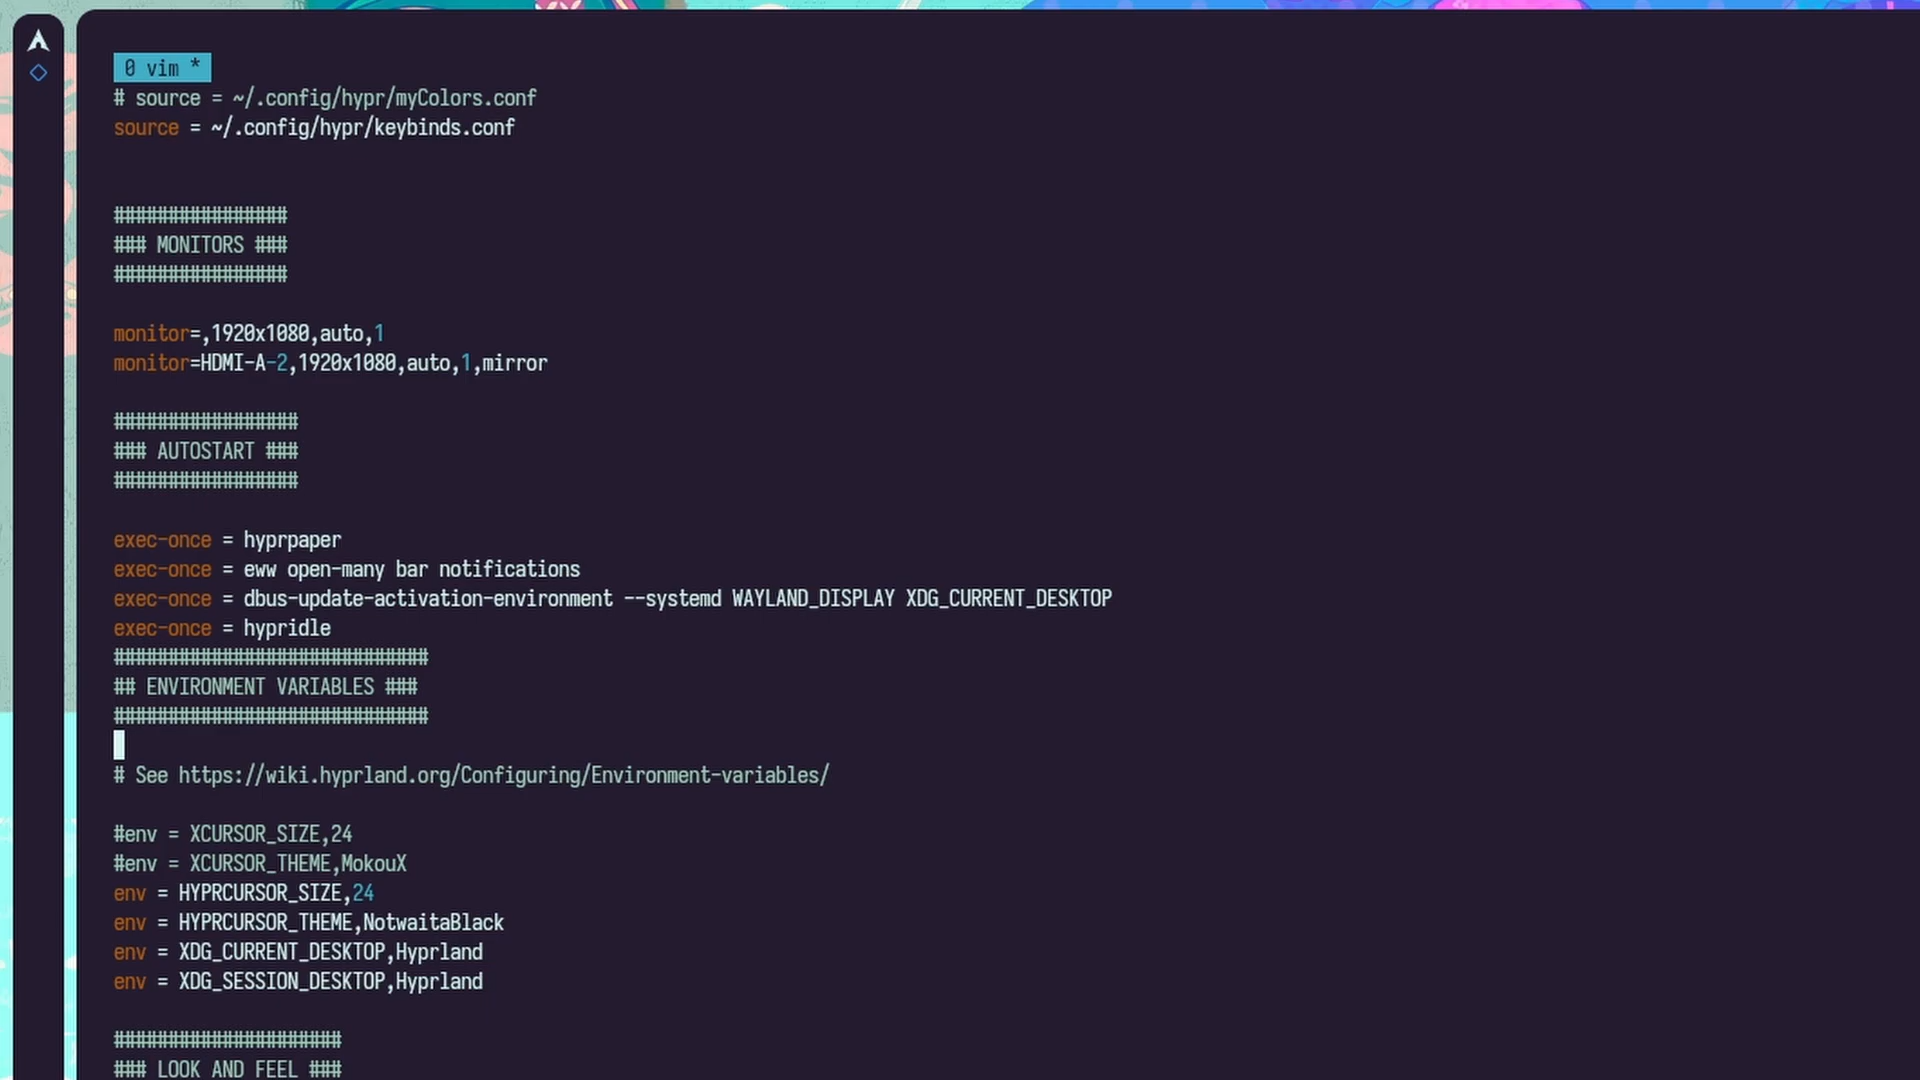 0 vim *
# source = ~/.config/hypr/myColors.conf
source = ~/.config/hypr/keybinds.conf
################
### MONITORS ###
################
monitor=,1920x1080,auto,1
monitor=HDMI-A-2,1920x1080,auto,1,mirror
#################
### AUTOSTART ###
#################
exec-once = hyprpaper
exec-once = eww open-many bar notifications
exec-once = dbus-update-activation-environment --systemd WAYLAND_DISPLAY XDG_CURRENT_DESKTOP
exec-once = hypridle
#############################
## ENVIRONMENT VARIABLES ###
#############################
# See https://wiki.hyprland.org/Configuring/Environment-variables/
#env = XCURSOR_SIZE,24
#env = XCURSOR_THEME,MokouX
env = HYPRCURSOR_SIZE,24
env = HYPRCURSOR_THEME,NotwaitaBlack
env = XDG_CURRENT_DESKTOP,Hyprland
env = XDG_SESSION_DESKTOP,Hyprland
#####################
### LOOK AND FEEL ###